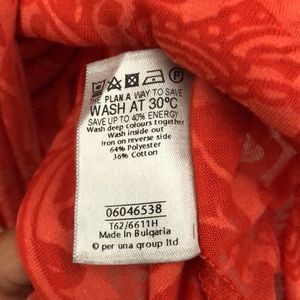 P
THE PLAN A WAY TO SAVE
WASH AT 30°C
SAVE UP TO 40% ENERGY
Wash deep colours together
Wash inside out
Iron on reverse side
64% Polyester
36% Cotton
06046538
T62/6611H
Made in Bulgaria
© per una group ltd